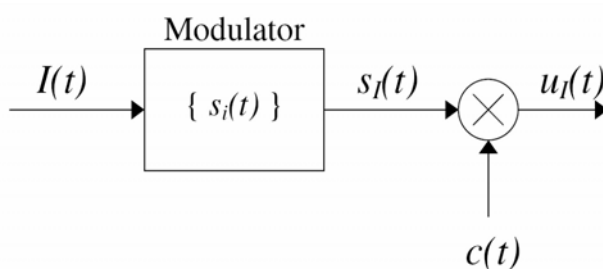 Modulator
I(t)
{ s_i(t) }
s_I(t)
u_I(t)
c(t)